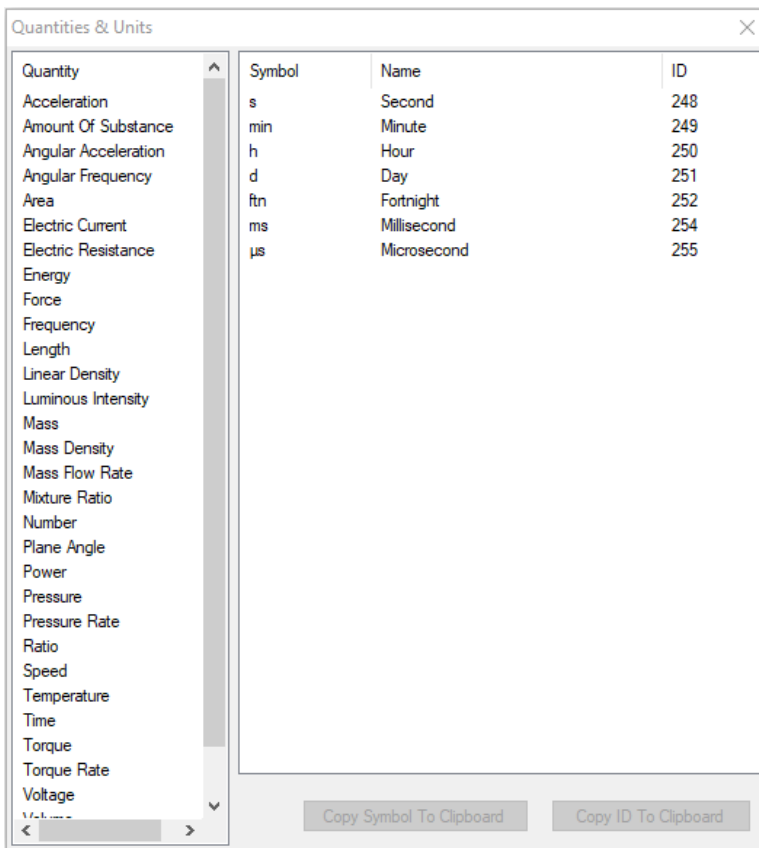 Quantities & Units
Quantity
Acceleration
Amount Of Substance
Angular Acceleration
Angular Frequency
Area
Electric Current
Electric Resistance
Energy
Force
Frequency
Length
Linear Density
Luminous Intensity
Mass
Mass Density
Mass Flow Rate
Mixture Ratio
Number
Plane Angle
Power
Pressure
Pressure Rate
Ratio
Speed
Temperature
Time
Torque
Torque Rate
Voltage
Symbol Name ID
s Second 248
min Minute 249
h Hour 250
d Day 251
ftn Fortnight 252
ms Millisecond 254
µs Microsecond 255
Copy Symbol To Clipboard Copy ID To Clipboard